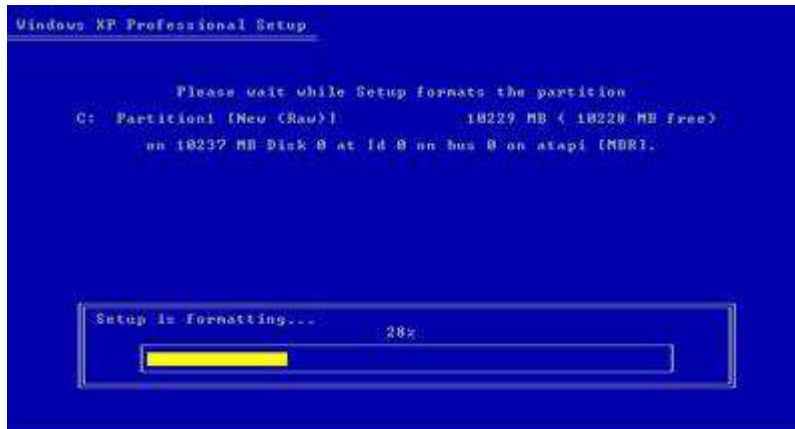 Windows XP Professional Setup
Please wait while Setup formats the partition
C: Partition1 [New (Raw)] 10229 MB ( 10228 MB free)
on 10237 MB Disk 0 at Id 0 on bus 0 on atapi [MBR].
Setup is formatting...
28%